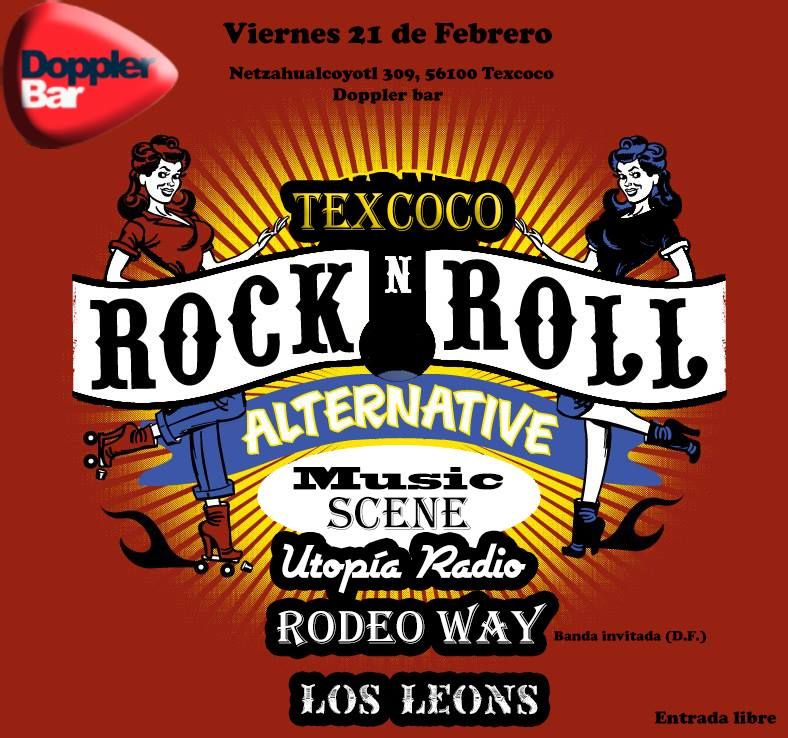 Doppler
Bar
Viernes 21 de Febrero
Netzahualcoyotl 309, 56100 Texcoco
Doppler bar
TEXCOCO
ROCK N ROLL
ALTERNATIVE
Music
SCENE
Utopía Radio
RODEO WAY
Banda invitada (D.F.)
LOS LEONS
Entrada libre